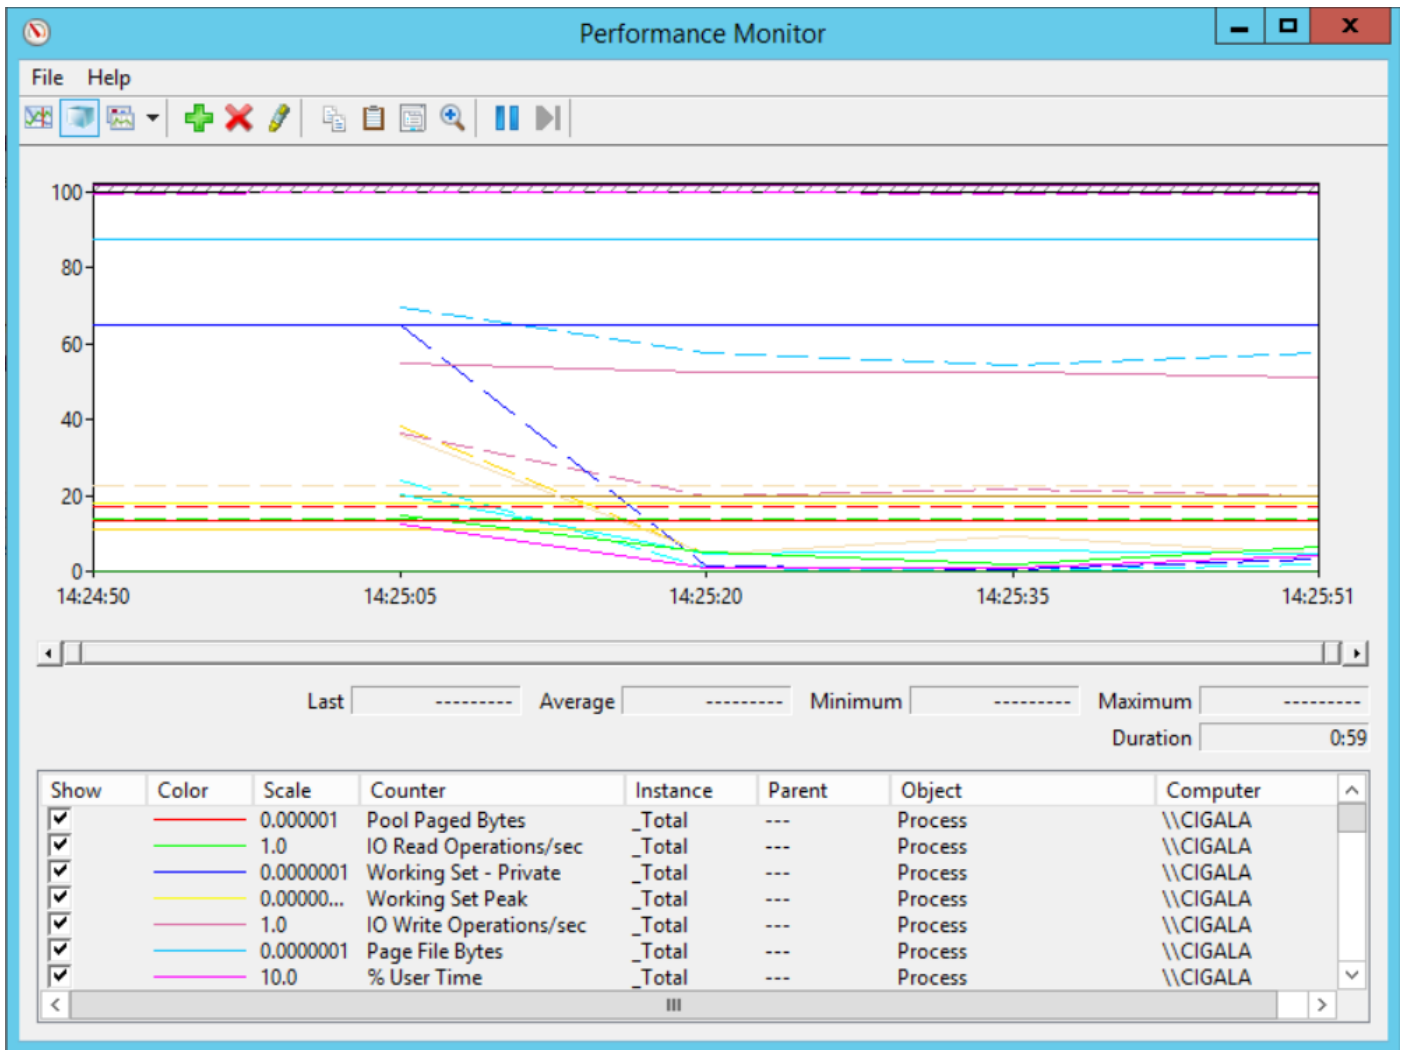 Performance Monitor
File Help
100
80
60
40
20
0
14:24:50 14:25:05 14:25:20 14:25:35 14:25:51
Last --------- Average --------- Minimum --------- Maximum ---------
Duration 0:59
Show Color Scale Counter Instance Parent Object Computer
0.000001 Pool Paged Bytes _Total --- Process \\CIGALA
1.0 IO Read Operations/sec _Total --- Process \\CIGALA
0.0000001 Working Set - Private _Total --- Process \\CIGALA
0.00000... Working Set Peak _Total --- Process \\CIGALA
1.0 IO Write Operations/sec _Total --- Process \\CIGALA
0.0000001 Page File Bytes _Total --- Process \\CIGALA
10.0 % User Time _Total --- Process \\CIGALA